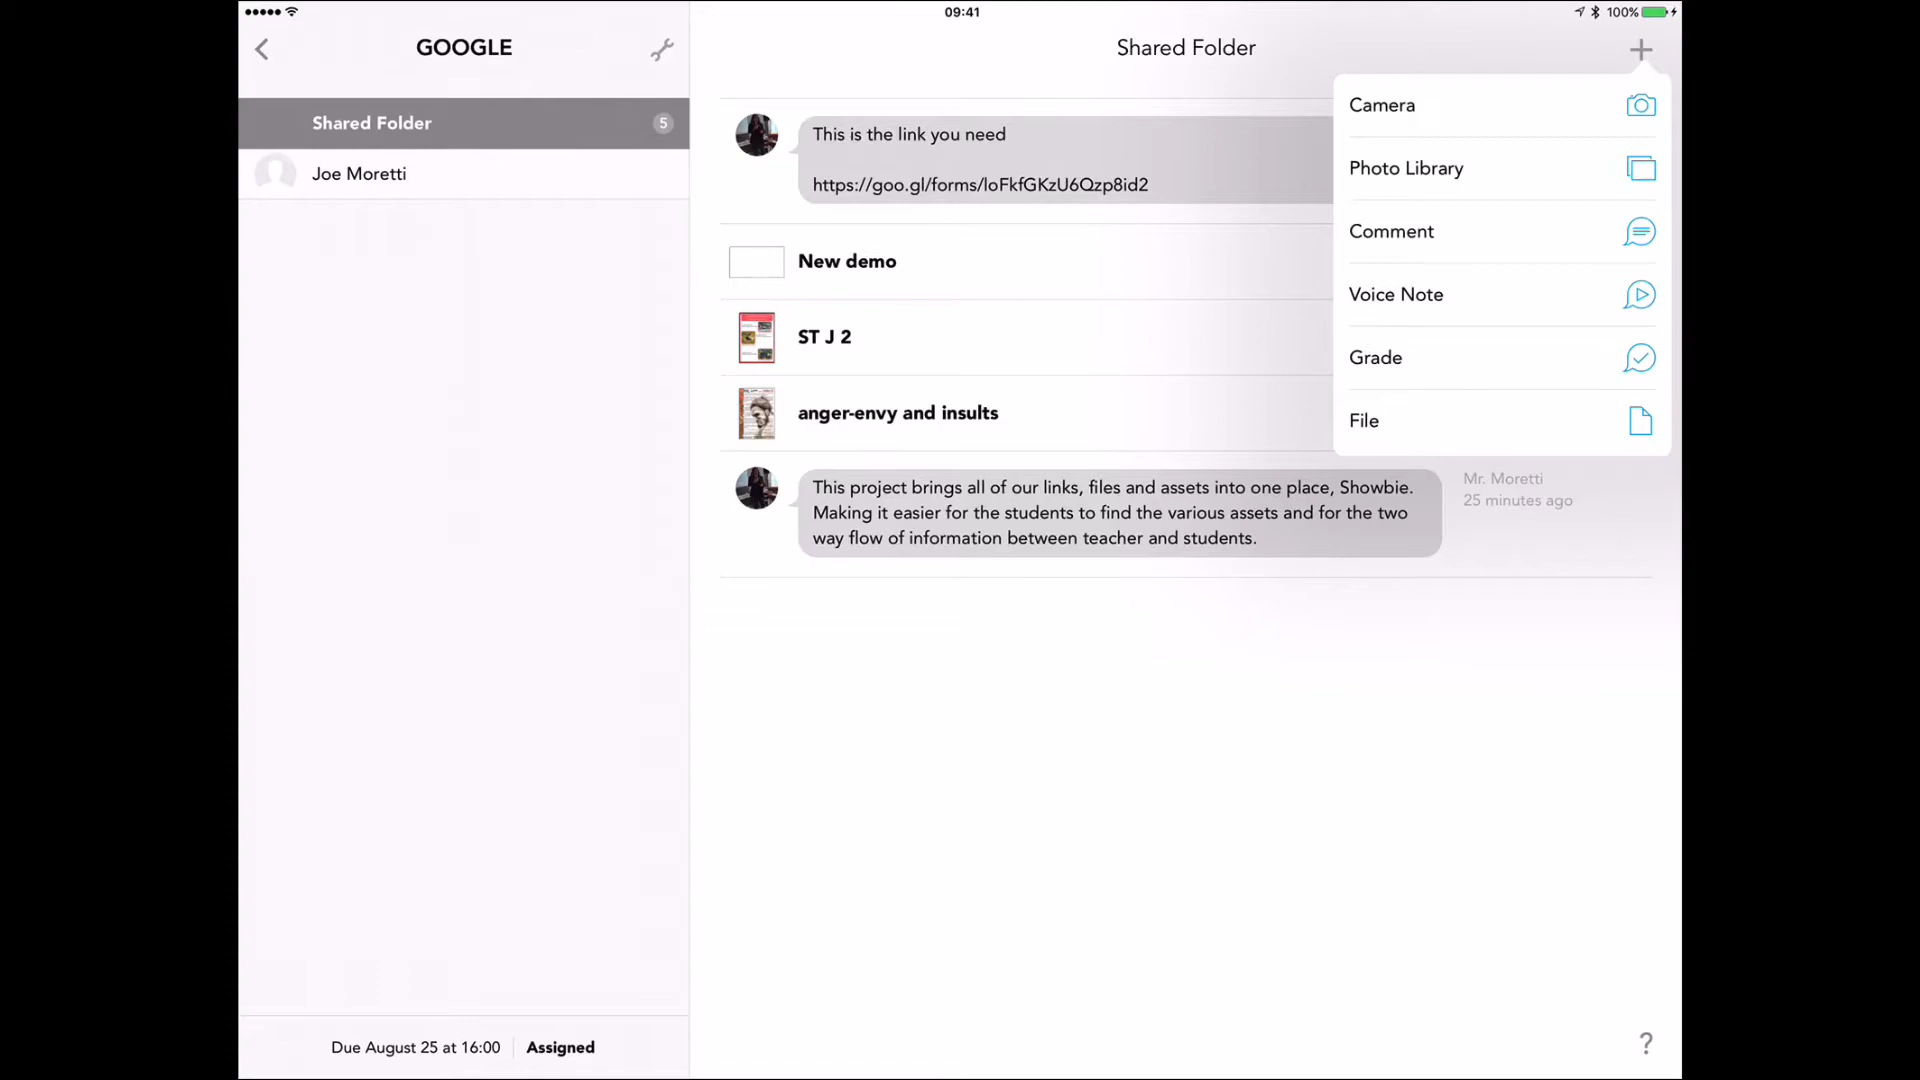 09:41
100%
GOOGLE
Shared Folder
5
Joe Moretti
Due August 25 at 16:00
Assigned
Shared Folder
This is the link you need
https://goo.gl/forms/loFkfGKzU6Qzp8id2
New demo
ST J 2
anger-envy and insults
This project brings all of our links, files and assets into one place, Showbie.
Making it easier for the students to find the various assets and for the two
way flow of information between teacher and students.
Mr. Moretti
25 minutes ago
Camera
Photo Library
Comment
Voice Note
Grade
File
?